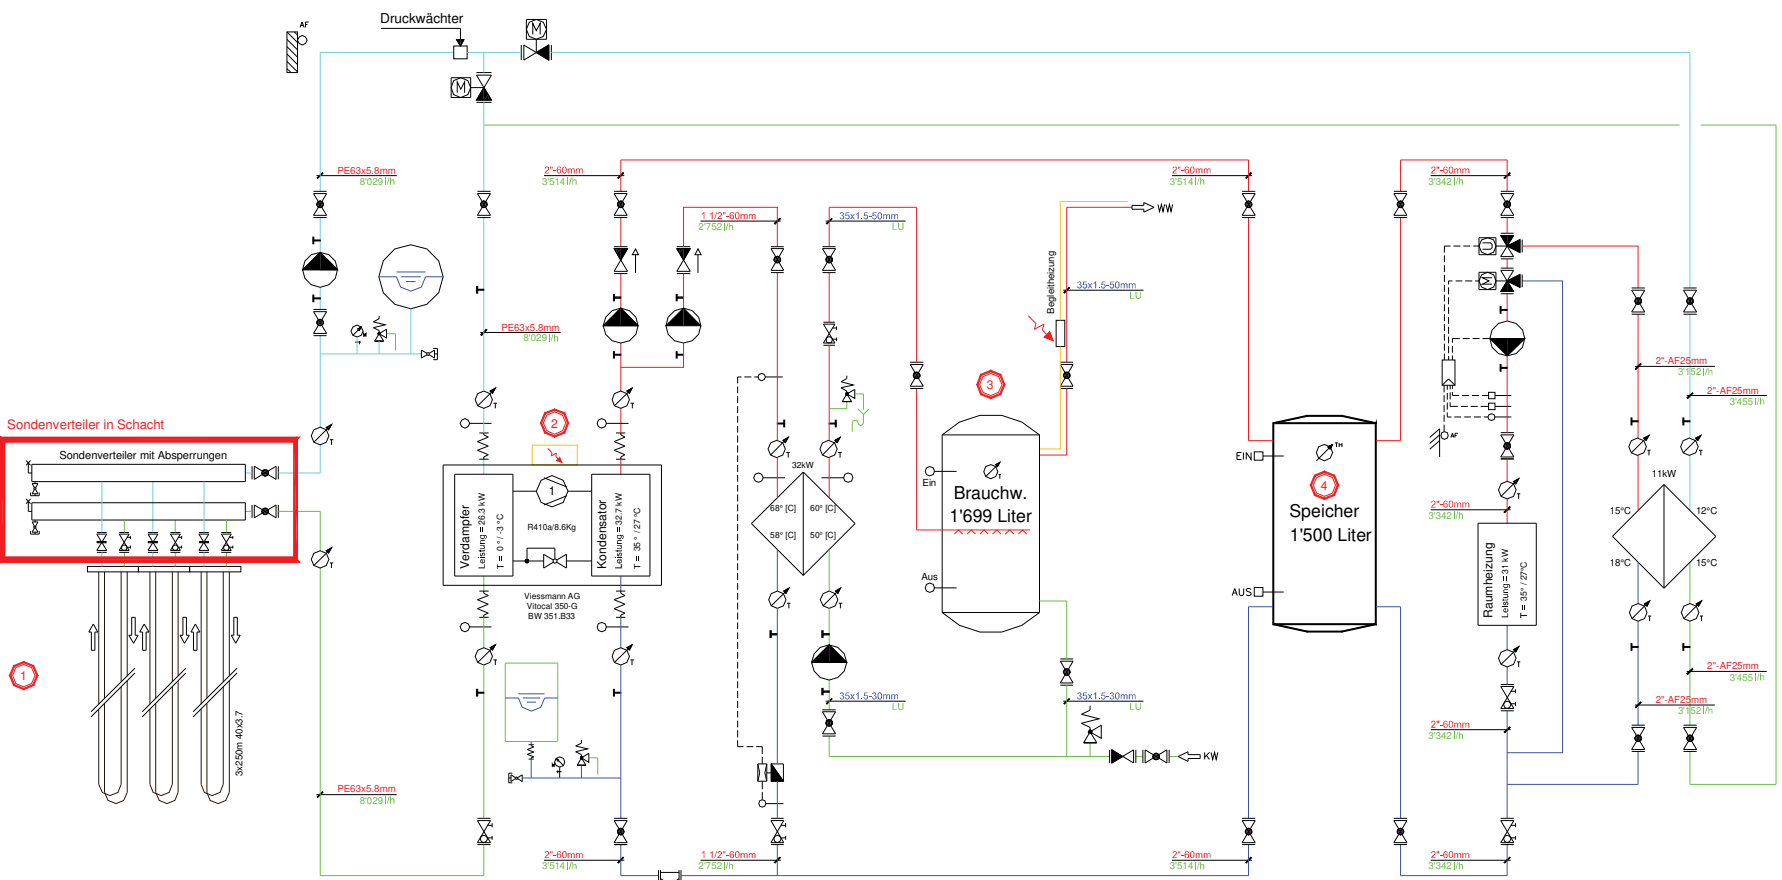 AF
Druckwächter
M
M
PE63x5.8mm
8'029 l/h
2"-60mm
3'514 l/h
2"-60mm
3'514 l/h
2"-60mm
3'342 l/h
1 1/2"-60mm
2'752 l/h
35x1.5-50mm
LU
WW
Begleitheizung
35x1.5-50mm
LU
U
M
PE63x5.8mm
8'029 l/h
2"-AF25mm
3'152 l/h
2"-AF25mm
3'455 l/h
3
T
T
T
Sondenverteiler in Schacht
T
2
AF
TH
Sondenverteiler mit Absperrungen
T
T
T
T
EIN
32kW
11kW
Ein
T
4
1
Verdampfer
Leistung = 26.3 kW
T = 0°/ -3 °C
R410a/8.6Kg
Kondensator
Leistung = 32.7 kW
T = 35° / 27 °C
68° [C]
60° [C]
58° [C]
50° [C]
Brauchw.
1'699 Liter
Speicher
1'500 Liter
T
2"-60mm
3'342 l/h
15°C
12°C
18°C
15°C
T
Raumheizung
Leistung = 31 kW
T = 35° / 27°C
Aus
AUS
Viessmann AG
Vitocal 350-G
BW 351.B33
T
T
T
T
T
T
T
1
35x1.5-30mm
LU
35x1.5-30mm
LU
2"-AF25mm
3'455 l/h
2"-AF25mm
3'152 l/h
2"-60mm
3'342 l/h
3x250m 40x3.7
KW
PE63x5.8mm
8'029 l/h
2"-60mm
3'514 l/h
1 1/2"-60mm
2'752 l/h
2"-60mm
3'514 l/h
2"-60mm
3'342 l/h